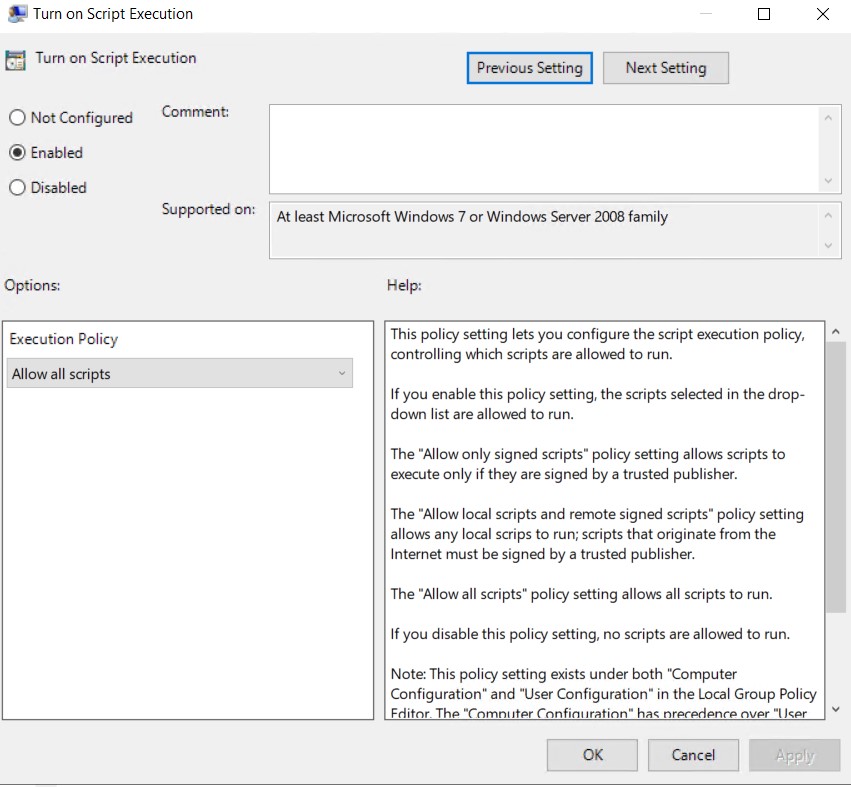 Turn on Script Execution
Turn on Script Execution
Previous Setting
Next Setting
Not Configured
Comment:
Enabled
Disabled
Supported on:
At least Microsoft Windows 7 or Windows Server 2008 family
Options:
Help:
Execution Policy
Allow all scripts
This policy setting lets you configure the script execution policy,
controlling which scripts are allowed to run.
If you enable this policy setting, the scripts selected in the drop-
down list are allowed to run.
The "Allow only signed scripts" policy setting allows scripts to
execute only if they are signed by a trusted publisher.
The "Allow local scripts and remote signed scripts" policy setting
allows any local scrips to run; scripts that originate from the
Internet must be signed by a trusted publisher.
The "Allow all scripts" policy setting allows all scripts to run.
If you disable this policy setting, no scripts are allowed to run.
Note: This policy setting exists under both "Computer
Configuration" and "User Configuration" in the Local Group Policy
Editor. The "Computer Configuration" has precedence over "User
OK
Cancel
Apply